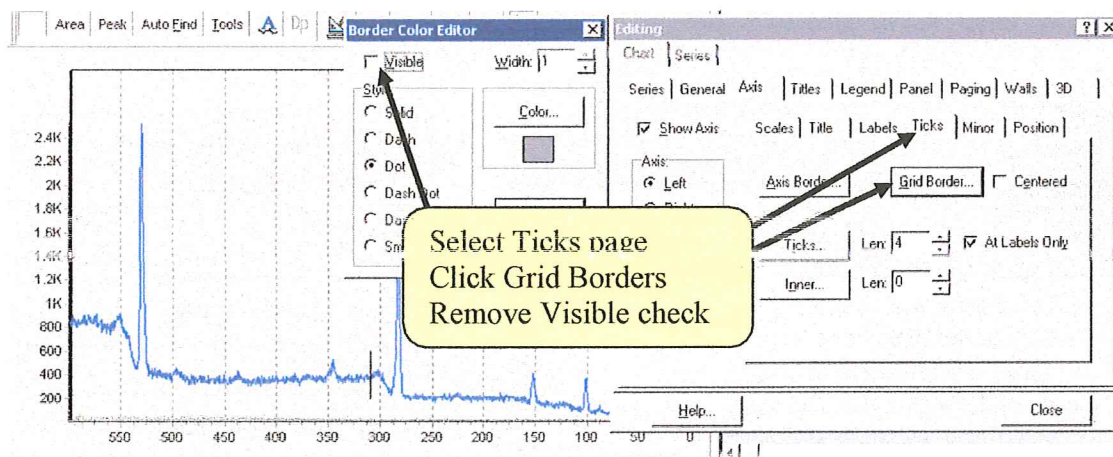 Area Peak Auto Find Tools A Dp
Border Color Editor
Visible
Width: 1
Solid
Dash
Dot
Dash Dot
Color...
Editing
Chart Series
Series General Axis Titles Legend Panel Paging Walls 3D
Show Axis
Scales Title Labels Ticks Minor Position
Axis:
Left
Axis Border...
Grid Border...
Centered
Ticks...
Len: 4
At Labels Only
Inner...
Len: 0
Help...
Close
Select Ticks page
Click Grid Borders
Remove Visible check
2.4K
2.2K
2K
1.8K
1.6K
1.4K
1.2K
1K
800
600
400
200
550 500 450 400 350 300 250 200 150 100 50 0